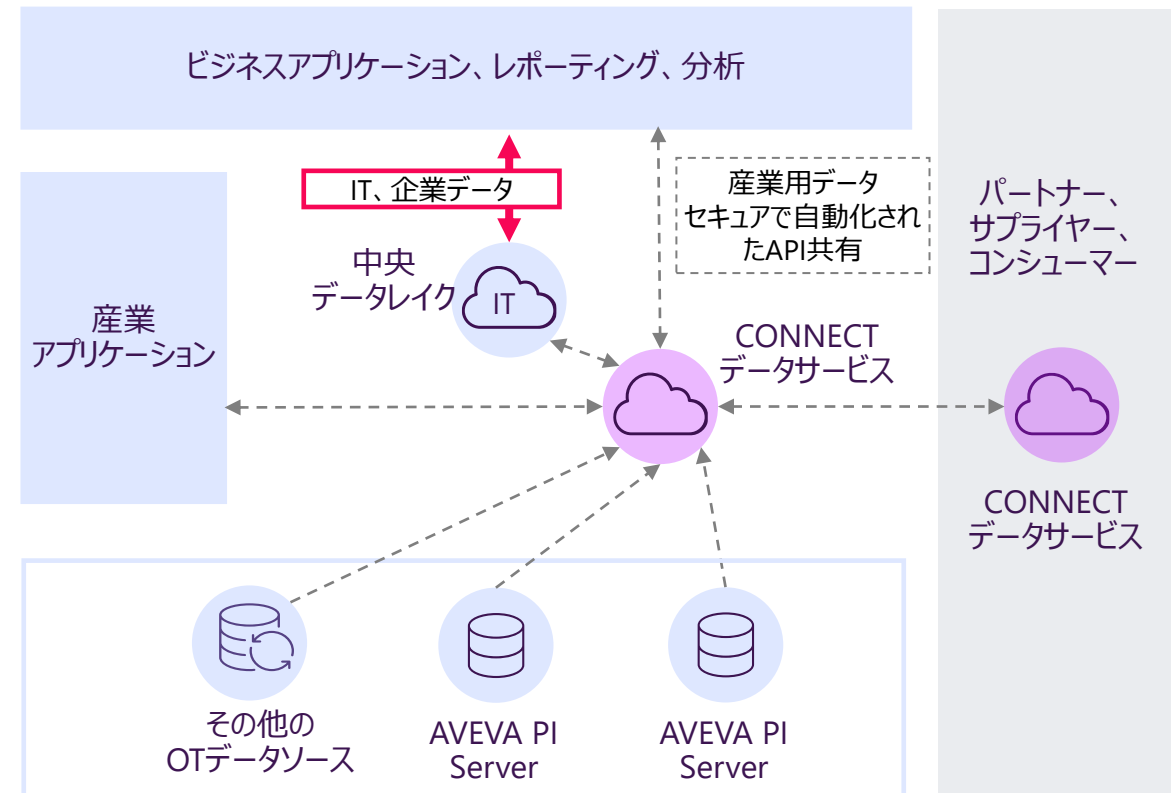 ビジネスアプリケーション、レポーティング、分析
IT、企業データ
産業用データ
セキュアで自動化され
たAPI共有
パートナー、
サプライヤー、
コンシューマー
中央
データレイク
IT
産業
アプリケーション
CONNECT
データサービス
CONNECT
データサービス
その他の
OTデータソース
AVEVA PI
Server
AVEVA PI
Server